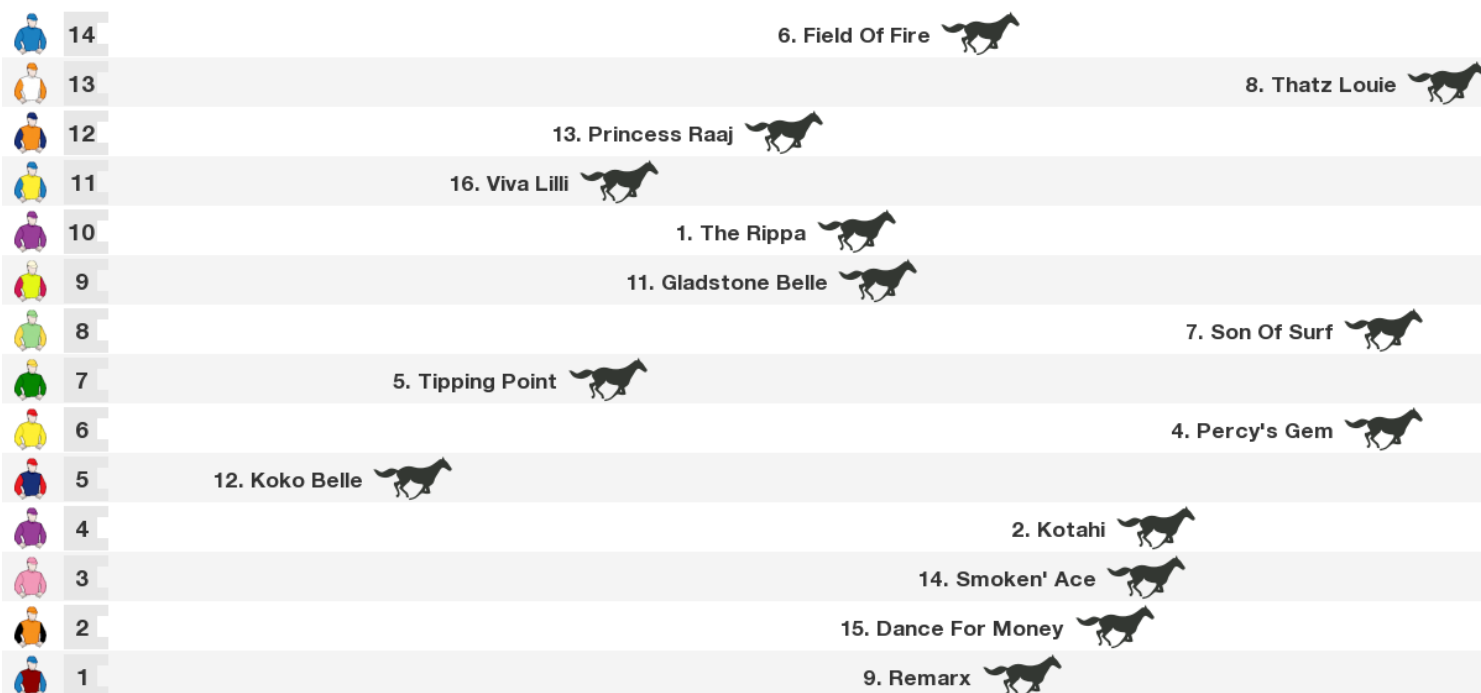 14 6. Field Of Fire
13 8. Thatz Louie
12 13. Princess Raaj
11 16. Viva Lilli
10 1. The Rippa
9 11. Gladstone Belle
8 7. Son Of Surf
7 5. Tipping Point
6 4. Percy's Gem
5 12. Koko Belle
4 2. Kotahi
3 14. Smoken' Ace
2 15. Dance For Money
1 9. Remarx